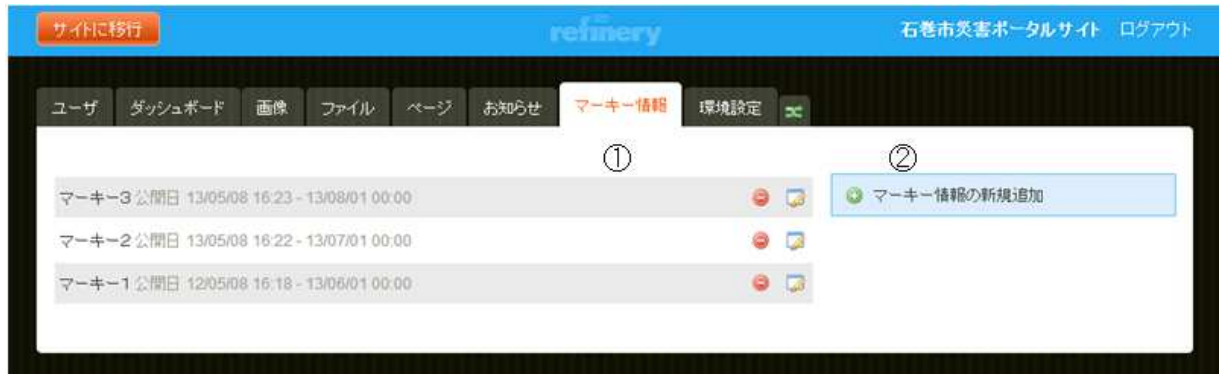 サイトに移行 refinery 石巻市災害ポータルサイト ログアウト
ユーザ ダッシュボード 画像 ファイル ページ お知らせ マーキー情報 環境設定
① ②
マーキー3 公開日 13/05/08 16:23 - 13/08/01 00:00 マーキー情報の新規追加
マーキー2 公開日 13/05/08 16:22 - 13/07/01 00:00
マーキー1 公開日 12/05/08 16:18 - 13/06/01 00:00